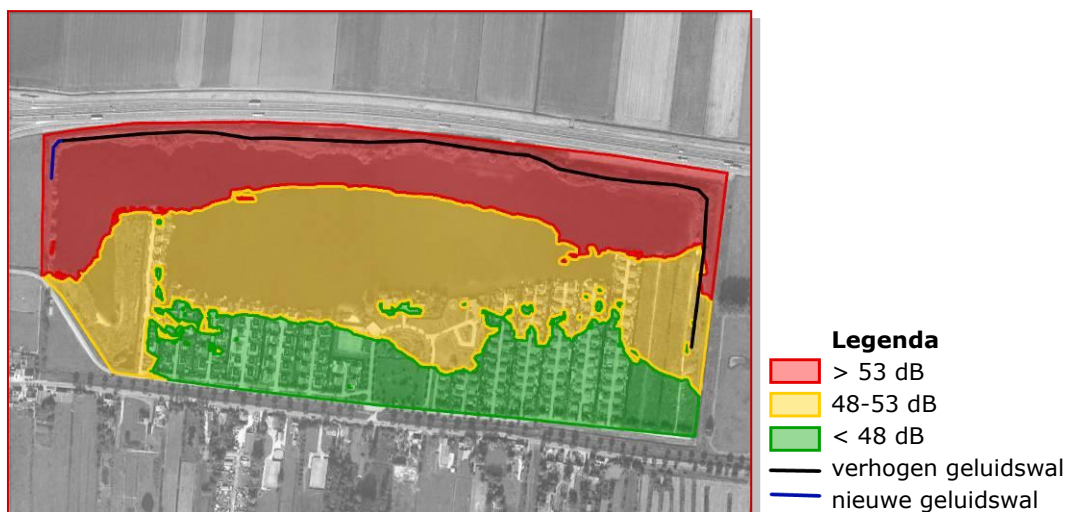 Legenda
> 53 dB
48-53 dB
< 48 dB
verhogen geluidswal
nieuwe geluidswal